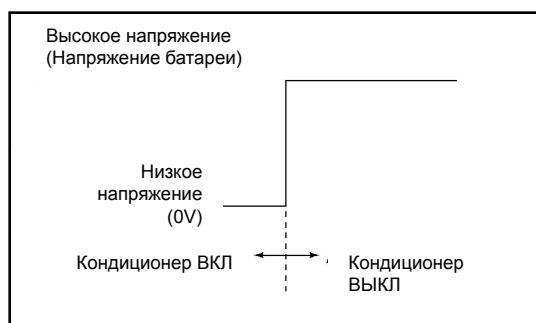 Высокое напряжение
(Напряжение батареи)
Низкое
напряжение
(0V)
Кондиционер ВКЛ
Кондиционер
ВЫКЛ